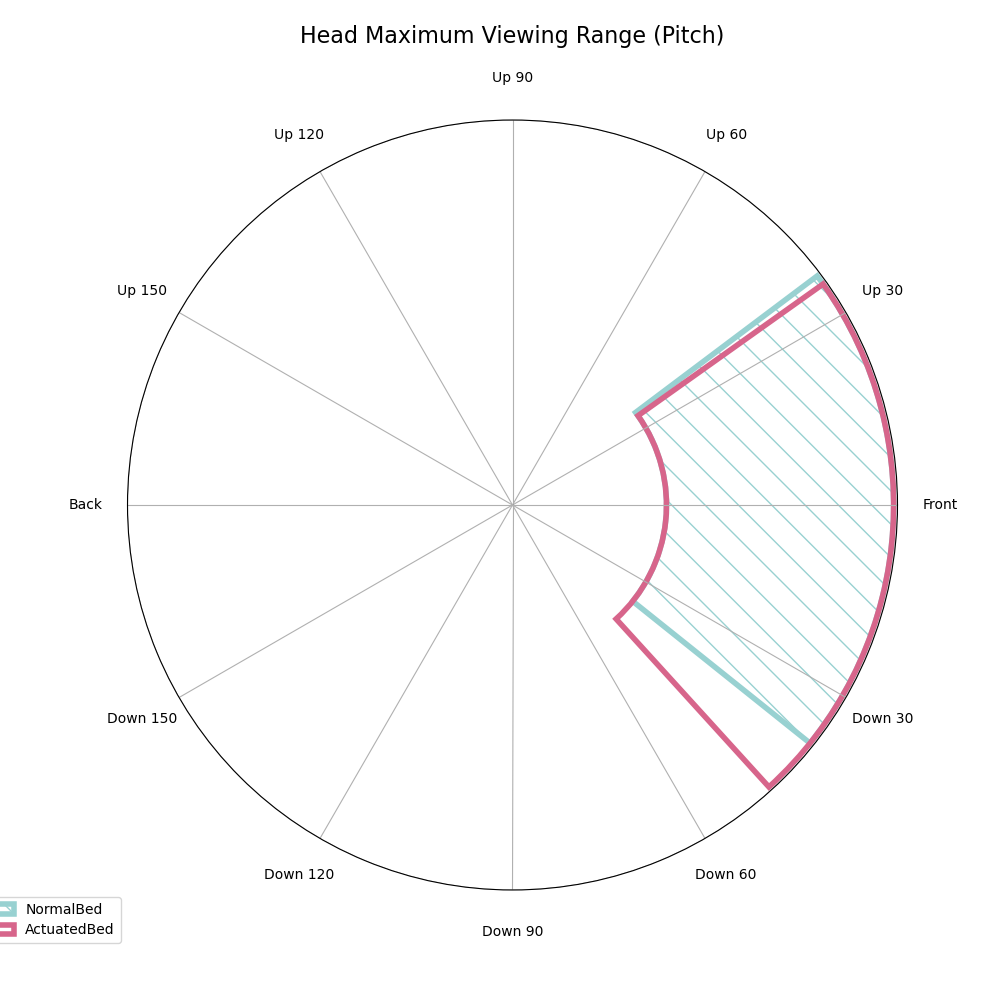 Head Maximum Viewing Range (Pitch)
Up 90
Up 120
Up 60
Up 150
Up 30
Back
Front
Down 150
Down 30
Down 120
Down 60
Down 90
NormalBed
ActuatedBed